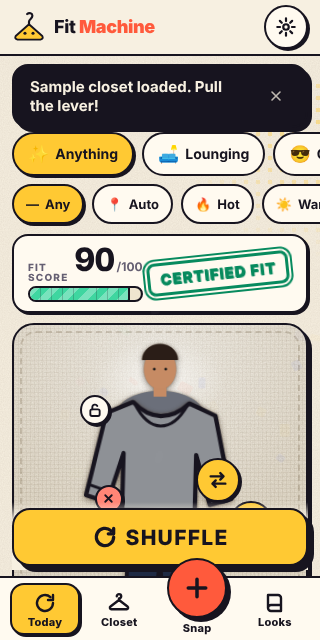 Fit Machine
Sample closet loaded. Pull
the lever!
Anything
Lounging
— Any
Auto
Hot
War
FIT
SCORE
90/100
CERTIFIED FIT
SHUFFLE
Today
Closet
Snap
Looks